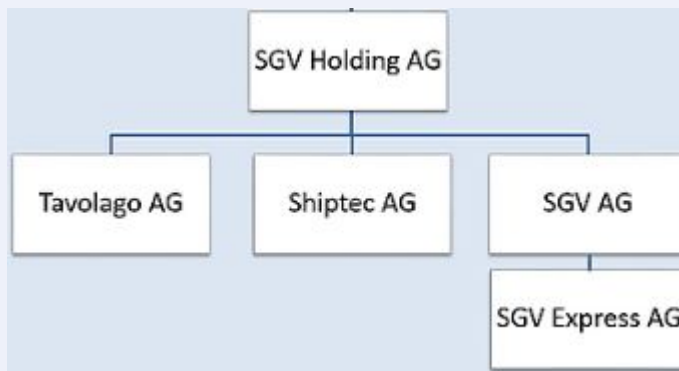 SGV Holding AG
Tavolago AG
Shiptec AG
SGV AG
SGV Express AG